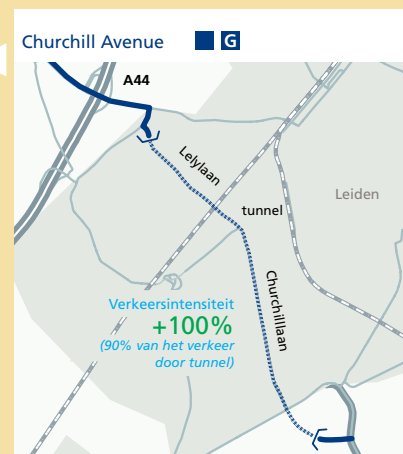 Churchill Avenue G
A44
Lelylaan
tunnel
Leiden
Churchilllaan
Verkeersintensiteit
+100%
(90% van het verkeer
door tunnel)